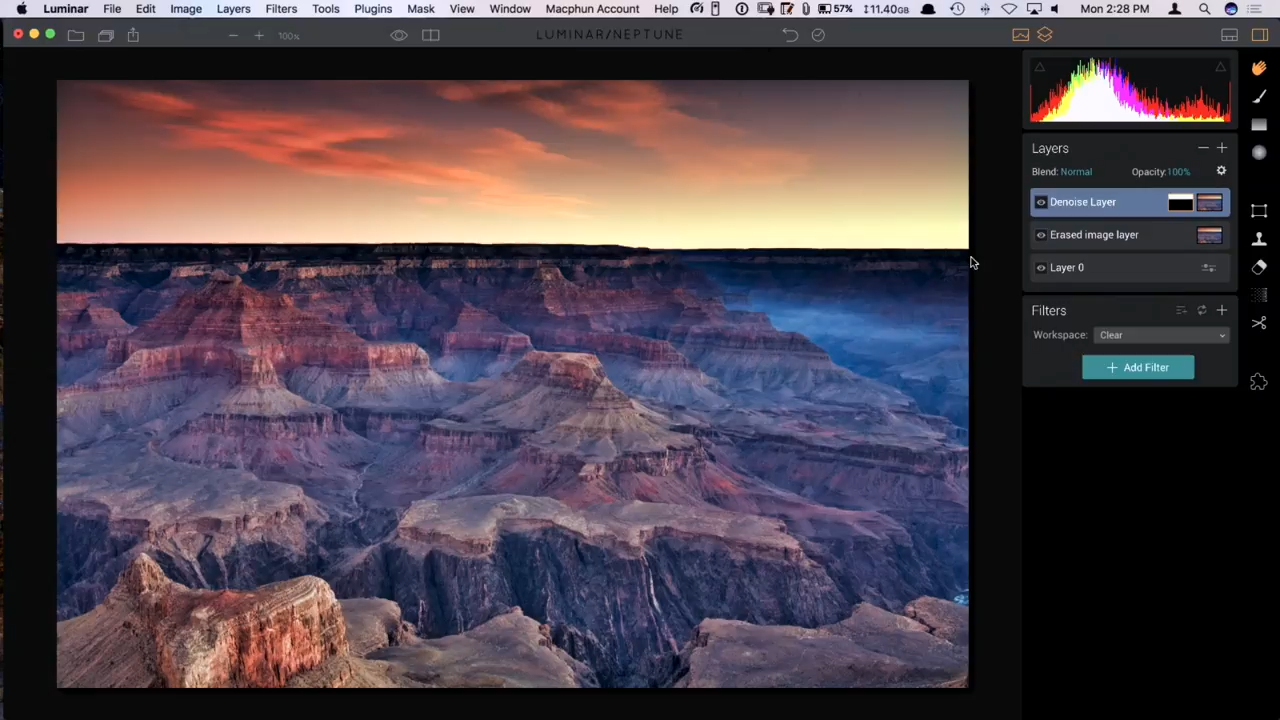 Luminar File Edit Image Layers Filters Tools Plugins Mask View Window Macphun Account Help 57% 11.40GB Mon 2:28 PM
100% LUMINAR/NEPTUNE
Layers
Blend: Normal Opacity:100%
Denoise Layer
Erased image layer
Layer 0
Filters
Workspace: Clear
+ Add Filter